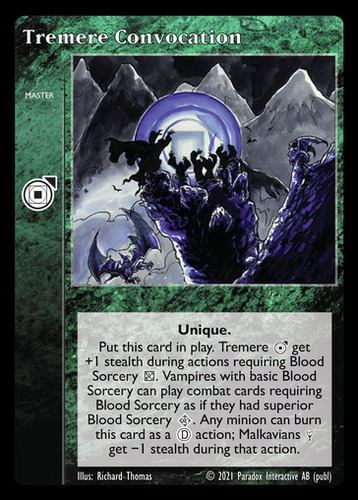 Tremere Convocation
MASTER
Unique.
Put this card in play. Tremere get
+1 stealth during actions requiring Blood
Sorcery . Vampires with basic Blood
Sorcery can play combat cards requiring
Blood Sorcery as if they had superior
Blood Sorcery . Any minion can burn
this card as a D action; Malkavians
get −1 stealth during that action.
Illus: Richard Thomas © 2021 Paradox Interactive AB (publ)